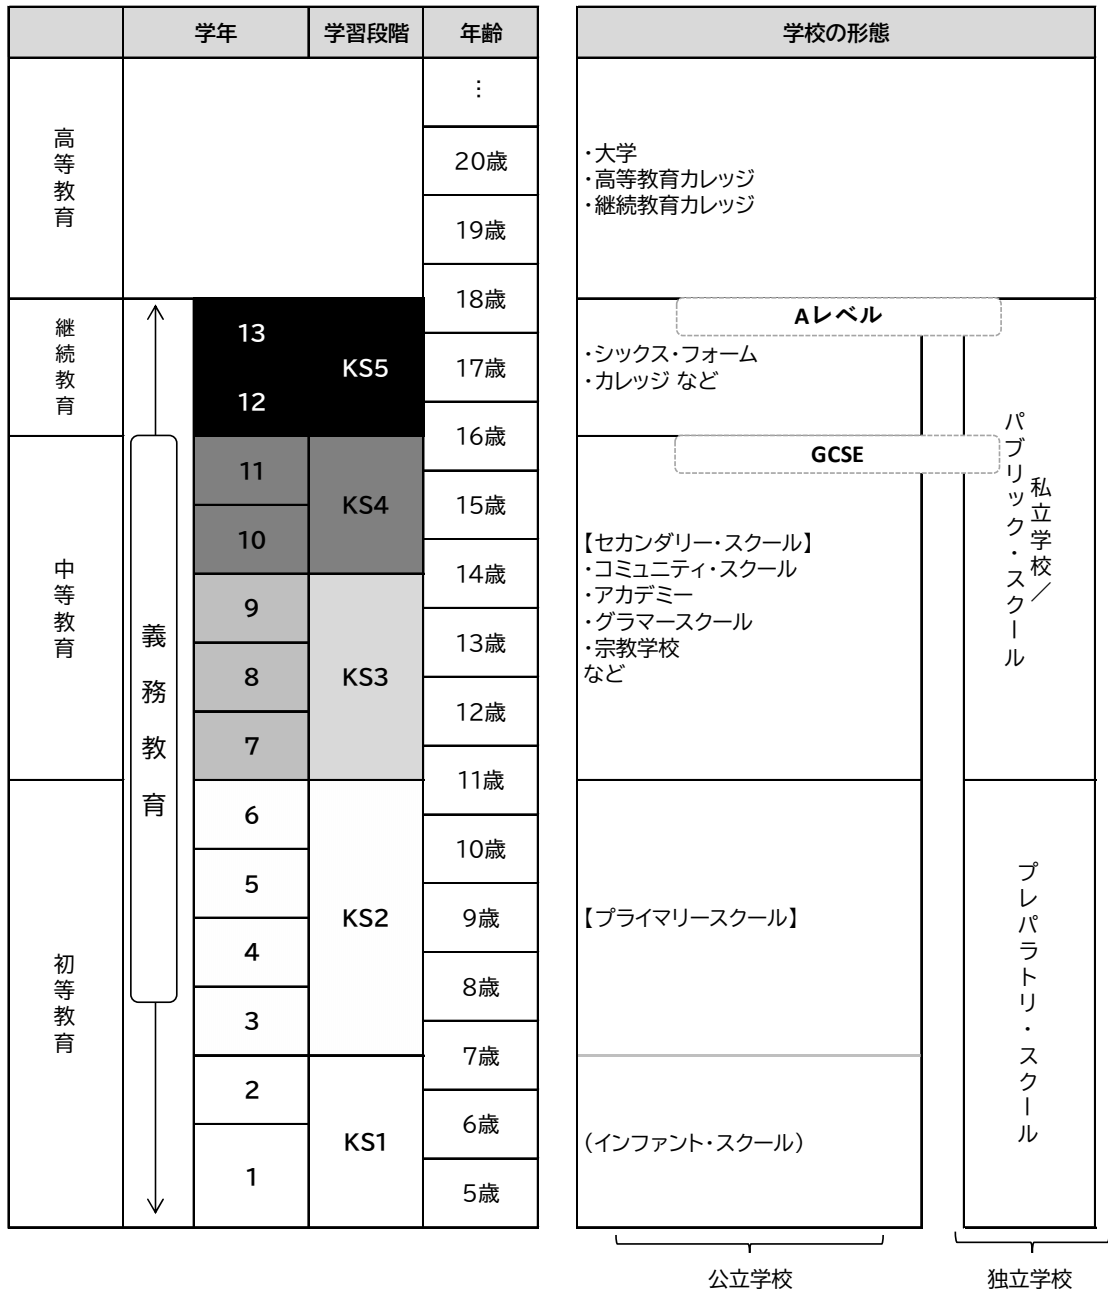 学年
学習段階
年齢
学校の形態
高等教育
継続教育
中等教育
初等教育
義務教育
13
12
11
10
9
8
7
6
5
4
3
2
1
KS5
KS4
KS3
KS2
KS1
⋮
20歳
19歳
18歳
17歳
16歳
15歳
14歳
13歳
12歳
11歳
10歳
9歳
8歳
7歳
6歳
5歳
・大学
・高等教育カレッジ
・継続教育カレッジ
Aレベル
・シックス・フォーム
・カレッジ など
GCSE
【セカンダリー・スクール】
・コミュニティ・スクール
・アカデミー
・グラマースクール
・宗教学校
など
【プライマリースクール】
(インファント・スクール)
私立学校／
パブリック・スクール
プレパラトリ・スクール
公立学校
独立学校